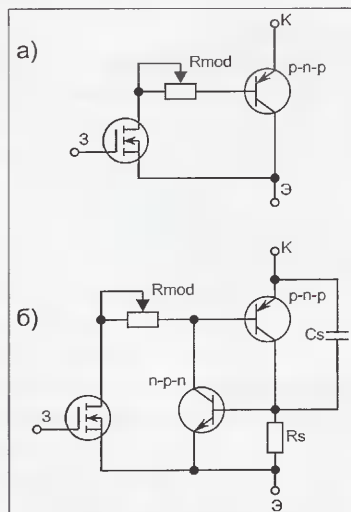 а)
К
Rmod
p-n-p
З
Э
б)
К
Rmod
p-n-p
Cs
n-p-n
З
Rs
Э